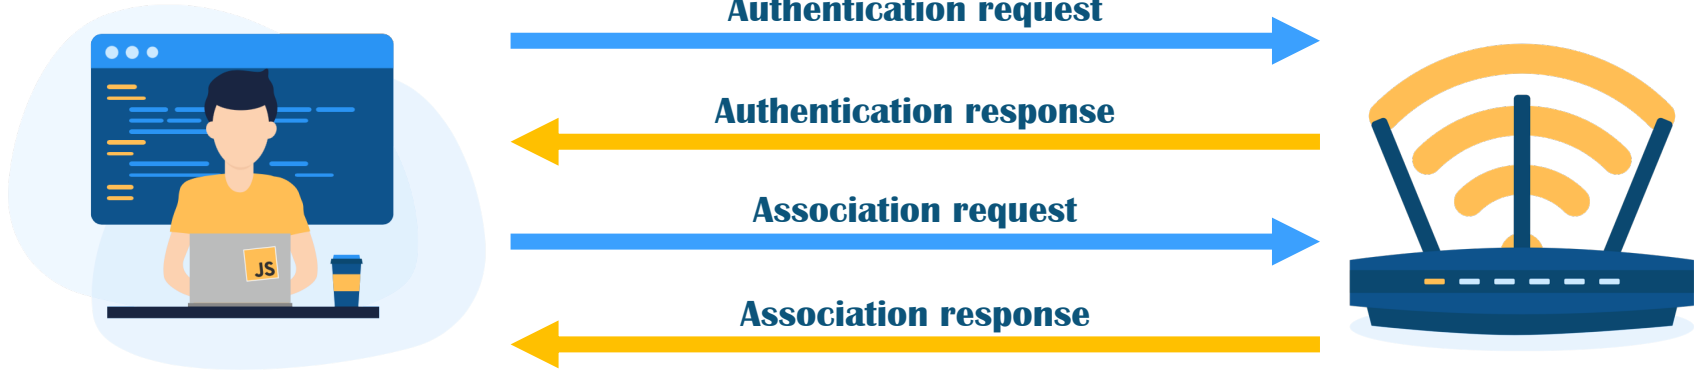 Authentication request
Authentication response
Association request
JS
Association response